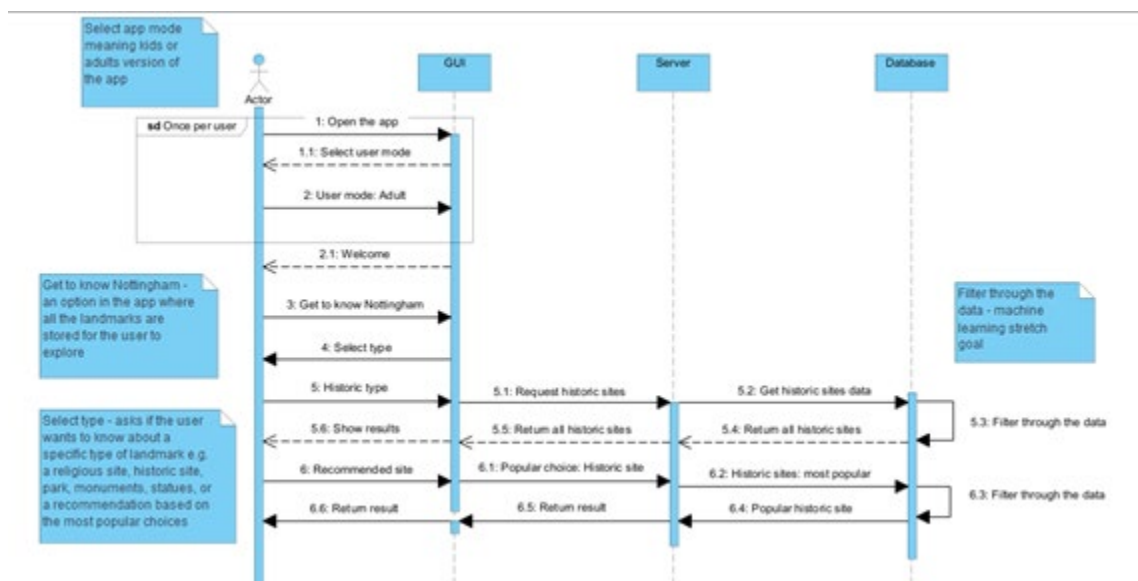 Select app mode
meaning kids or
adults version of
the app
GUI
Server
Database
Actor
sd Once per user
1: Open the app
1.1: Select user mode
2: User mode: Adult
2.1: Welcome
Get to know Nottingham -
an option in the app where
all the landmarks are
stored for the user to
explore
3: Get to know Nottingham
Filter through the
data - machine
learning stretch
goal
4: Select type
5: Historic type
5.1: Request historic sites
5.2: Get historic sites data
5.3: Filter through the data
Select type - asks if the user
wants to know about a
specific type of landmark e.g.
a religious site, historic site,
park, monuments, statues, or
a recommendation based on
the most popular choices
5.6: Show results
5.5: Return all historic sites
5.4: Return all historic sites
6: Recommended site
6.1: Popular choice: Historic site
6.2: Historic sites: most popular
6.3: Filter through the data
6.6: Return result
6.5: Return result
6.4: Popular historic site